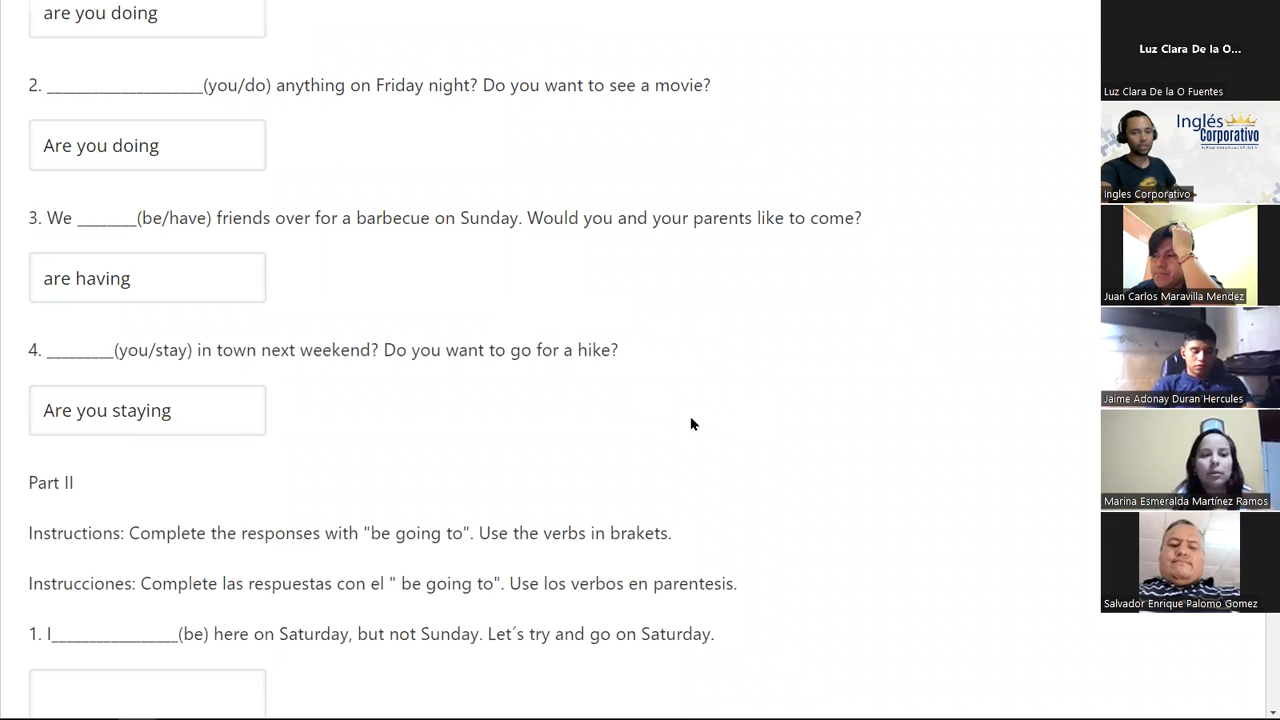 are you doing
2. _____________________(you/do) anything on Friday night? Do you want to see a movie?
Are you doing
3. We ________(be/have) friends over for a barbecue on Sunday. Would you and your parents like to come?
are having
4. _________(you/stay) in town next weekend? Do you want to go for a hike?
Are you staying
Part II
Instructions: Complete the responses with "be going to". Use the verbs in brakets.
Instrucciones: Complete las respuestas con el " be going to". Use los verbos en parentesis.
1. I_________________(be) here on Saturday, but not Sunday. Let´s try and go on Saturday.
Luz Clara De la O...
Luz Clara De la O Fuentes
Inglés
Corporativo
Ingles Corporativo
Juan Carlos Maravilla Mendez
Jaime Adonay Duran Hercules
Marina Esmeralda Martínez Ramos
Salvador Enrique Palomo Gomez